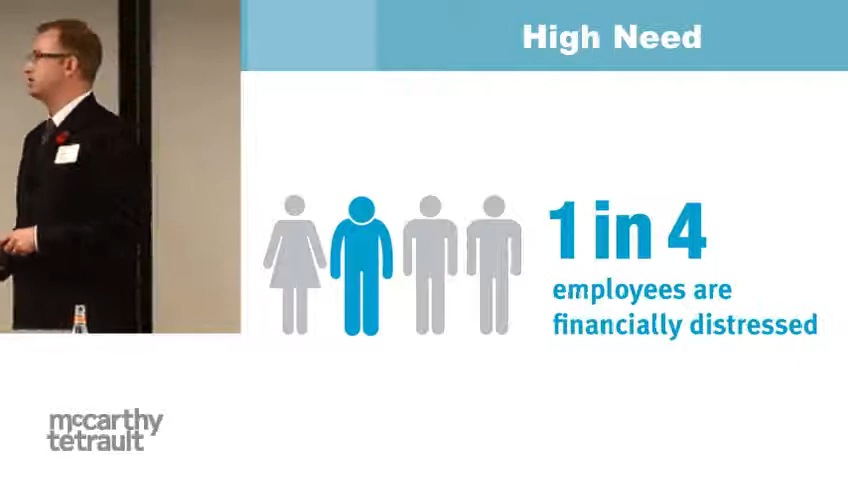 High Need
1 in 4
employees are
financially distressed
mccarthy
tetrault